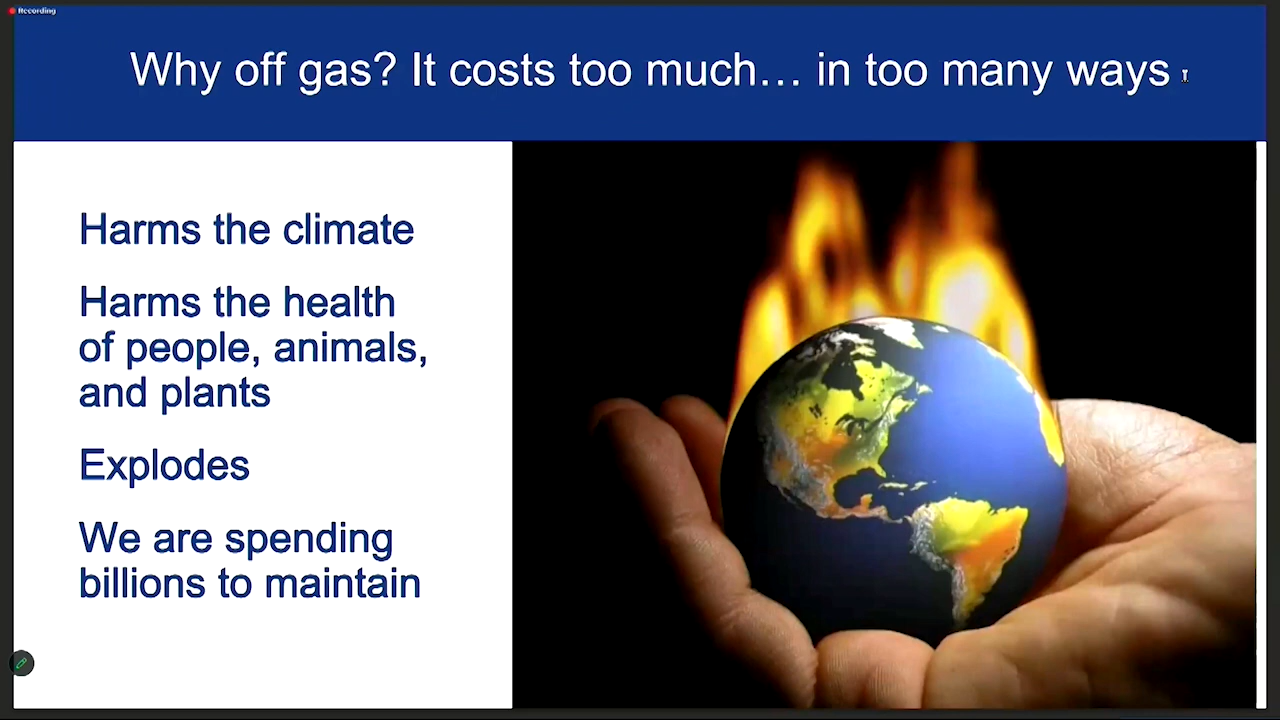 Recording
Why off gas? It costs too much… in too many ways
Harms the climate
Harms the health
of people, animals,
and plants
Explodes
We are spending
billions to maintain